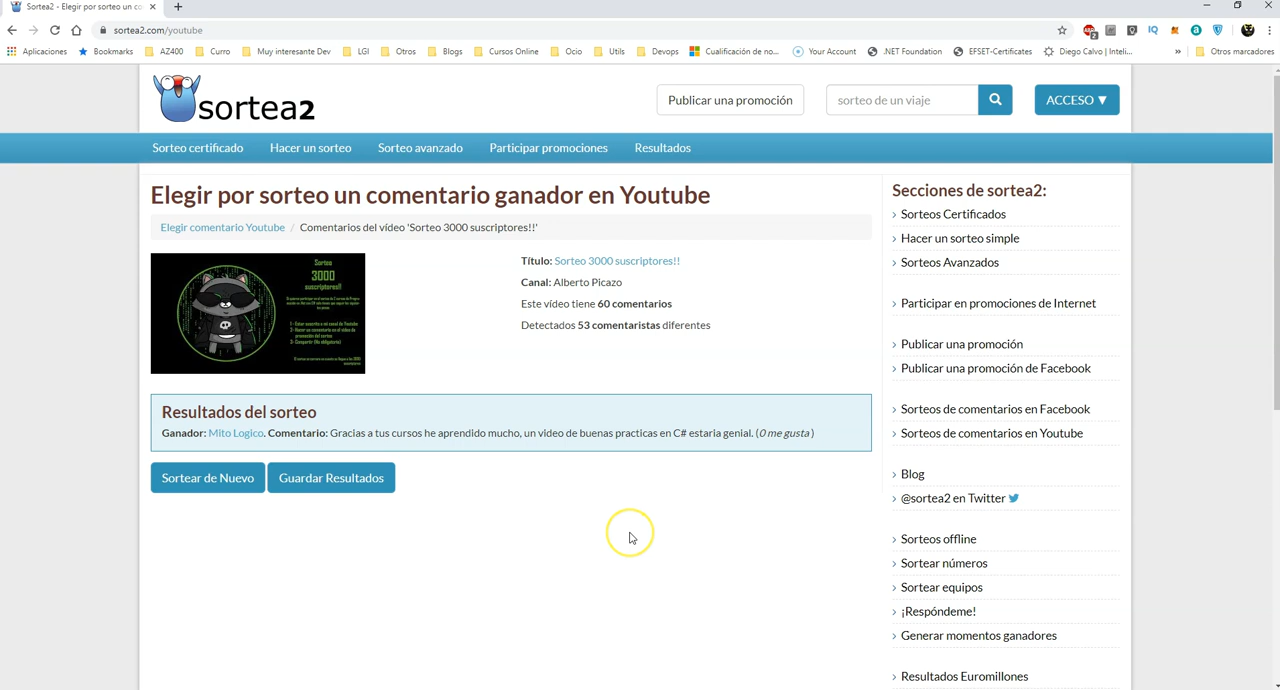 Sortea2 - Elegir por sorteo un co
sortea2.com/youtube
Aplicaciones Bookmarks AZ400 Curro Muy interesante Dev LGI Otros Blogs Cursos Online Ocio Utils Devops Cualificación de no... Your Account .NET Foundation EFSET-Certificates Diego Calvo | Inteli... » Otros marcadores
sortea2
Publicar una promoción
sorteo de un viaje
ACCESO ▼
Sorteo certificado Hacer un sorteo Sorteo avanzado Participar promociones Resultados
Elegir por sorteo un comentario ganador en Youtube
Elegir comentario Youtube / Comentarios del vídeo 'Sorteo 3000 suscriptores!!'
Sorteo
3000
suscriptores!!
Título: Sorteo 3000 suscriptores!!
Canal: Alberto Picazo
Este vídeo tiene 60 comentarios
Detectados 53 comentaristas diferentes
Resultados del sorteo
Ganador: Mito Logico. Comentario: Gracias a tus cursos he aprendido mucho, un video de buenas practicas en C# estaria genial. (0 me gusta )
Sortear de Nuevo
Guardar Resultados
Secciones de sortea2:
› Sorteos Certificados
› Hacer un sorteo simple
› Sorteos Avanzados
› Participar en promociones de Internet
› Publicar una promoción
› Publicar una promoción de Facebook
› Sorteos de comentarios en Facebook
› Sorteos de comentarios en Youtube
› Blog
› @sortea2 en Twitter
› Sorteos offline
› Sortear números
› Sortear equipos
› ¡Respóndeme!
› Generar momentos ganadores
› Resultados Euromillones